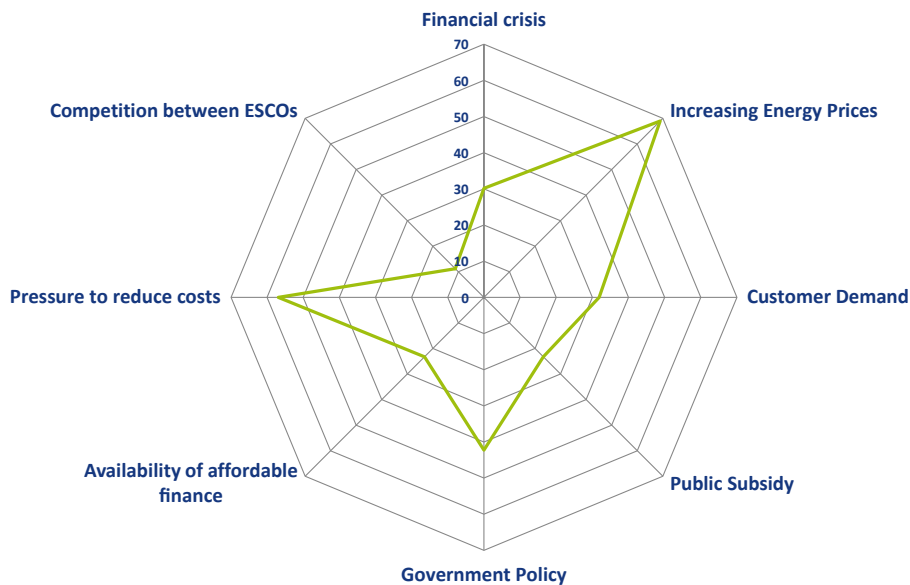 Financial crisis
70
60
50
40
30
20
10
0
Increasing Energy Prices
Customer Demand
Public Subsidy
Government Policy
Availability of affordable
finance
Pressure to reduce costs
Competition between ESCOs